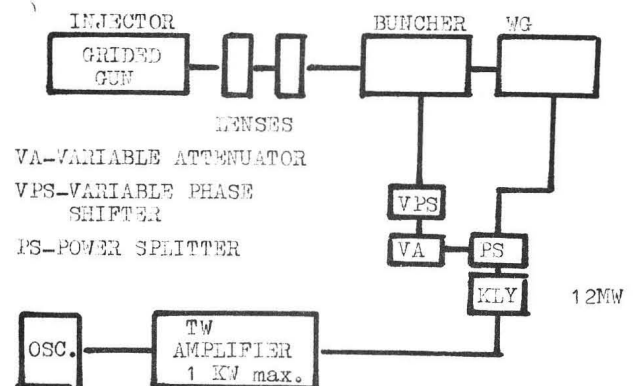 INJECTOR
BUNCHER
WG
GRIDED
GUN
LENSES
VA-VARIABLE ATTENUATOR
VPS-VARIABLE PHASE
SHIFTER
PS-POWER SPLITTER
VPS
VA
PS
KLY
12MW
OSC.
TW
AMPLIFIER
1 KW max.